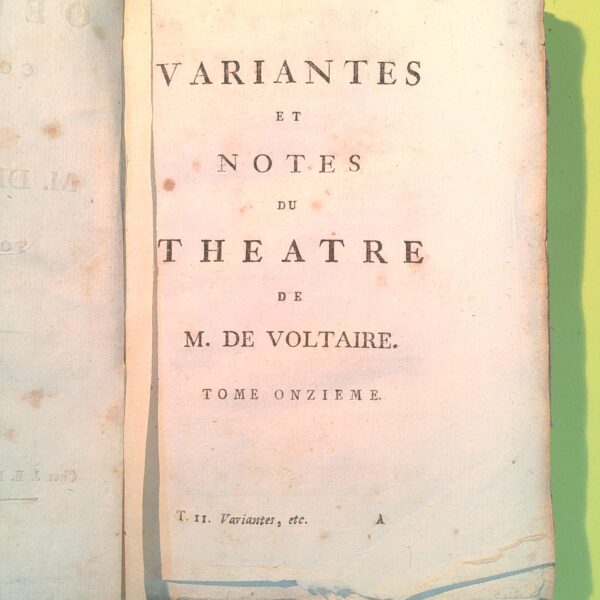 VARIANTES
ET
NOTES
DU
THEATRE
DE
M. DE VOLTAIRE.
TOME ONZIEME.
T. 11. Variantes, etc. A